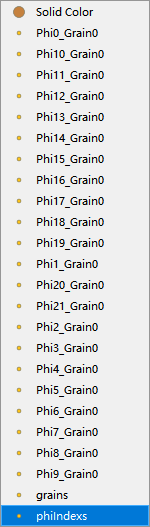 Solid Color
Phi0_Grain0
Phi10_Grain0
Phi11_Grain0
Phi12_Grain0
Phi13_Grain0
Phi14_Grain0
Phi15_Grain0
Phi16_Grain0
Phi17_Grain0
Phi18_Grain0
Phi19_Grain0
Phi1_Grain0
Phi20_Grain0
Phi21_Grain0
Phi2_Grain0
Phi3_Grain0
Phi4_Grain0
Phi5_Grain0
Phi6_Grain0
Phi7_Grain0
Phi8_Grain0
Phi9_Grain0
grains
phiIndexs